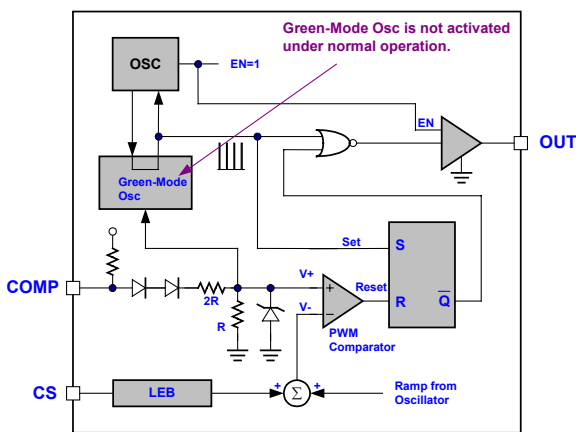 Green-Mode Osc is not activated
under normal operation.
OSC
EN=1
EN
OUT
Green-Mode
Osc
Set
S
COMP
2R
V+
+
Reset
R
Q
R
V-
−
PWM
Comparator
CS
LEB
+
Σ
+
Ramp from
Oscillator